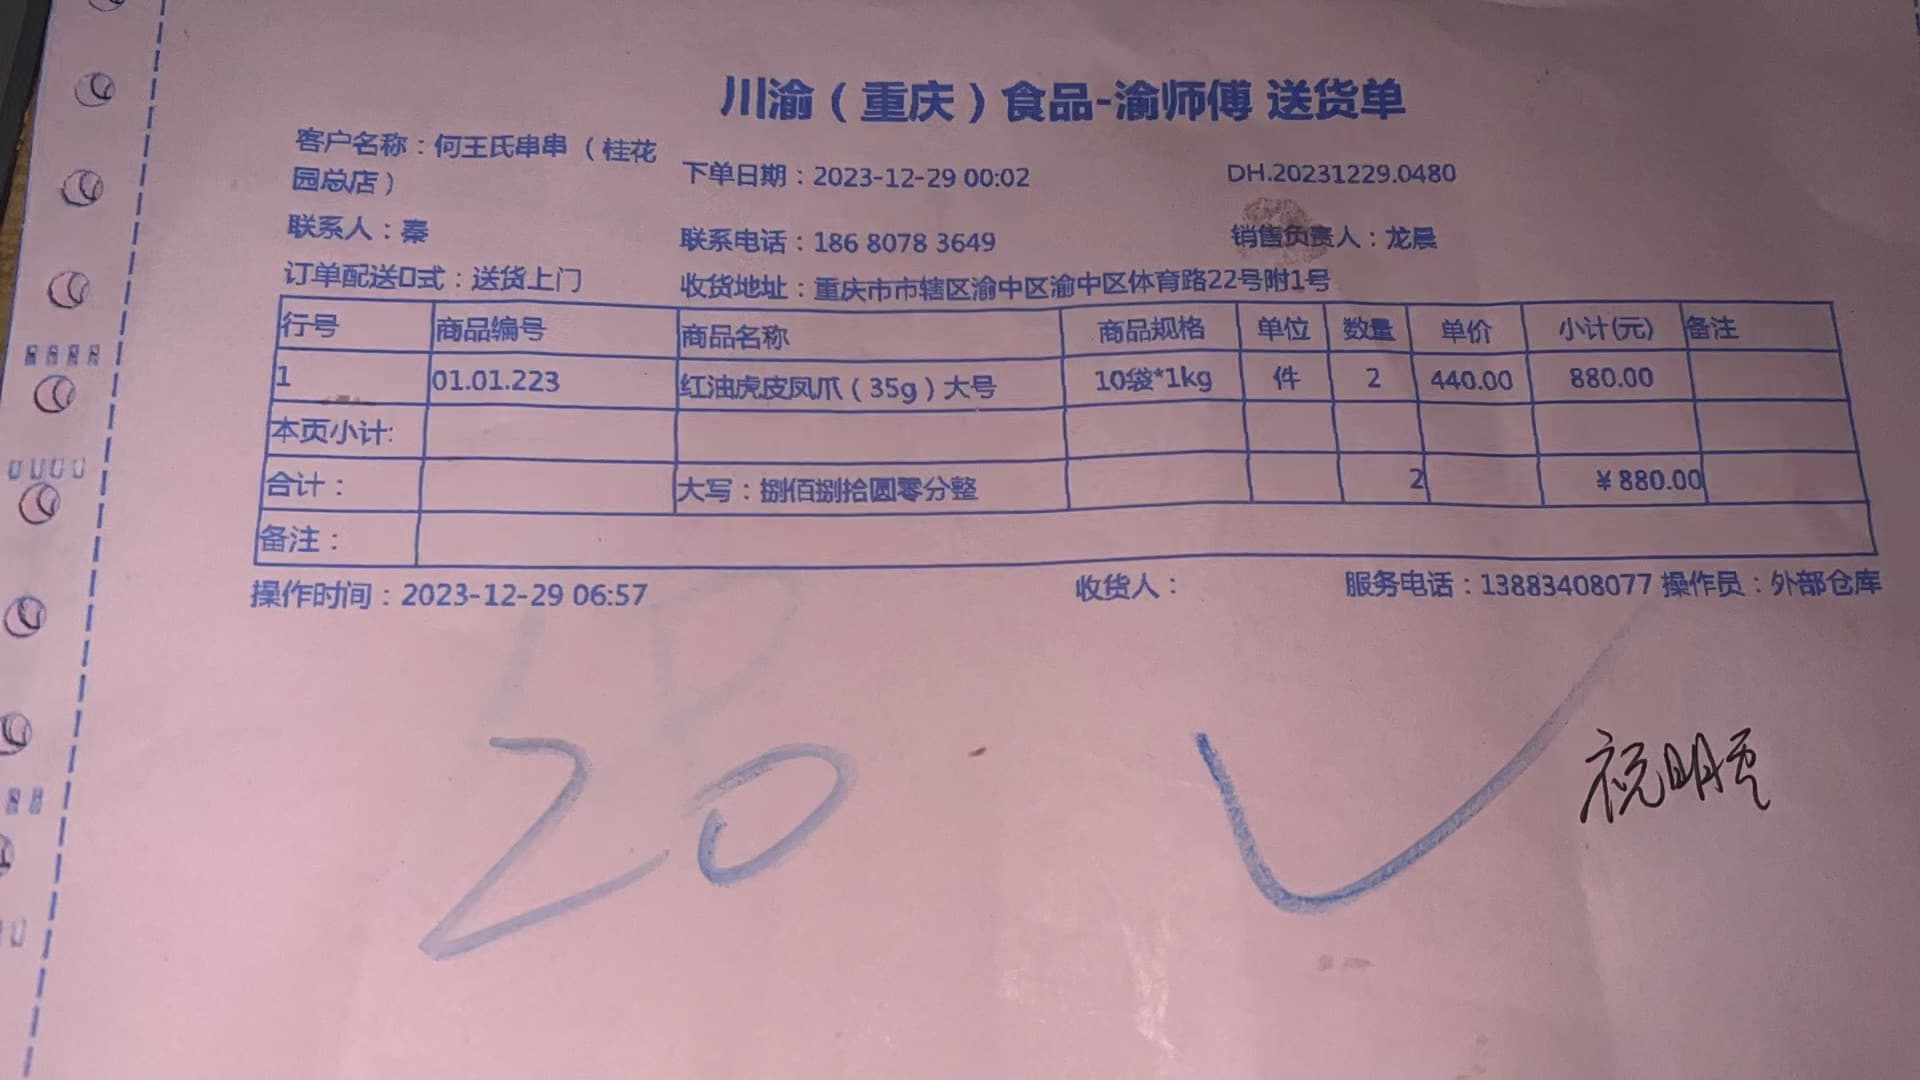 川渝（重庆）食品-渝师傅 送货单
客户名称：何王氏串串（桂花
园总店）
下单日期：2023-12-29 00:02
DH.20231229.0480
联系人：秦
联系电话：186 8078 3649
销售负责人：龙晨
订单配送0式：送货上门
收货地址：重庆市市辖区渝中区渝中区体育路22号附1号
行号 商品编号 商品名称 商品规格 单位 数量 单价 小计(元) 备注
1 01.01.223 红油虎皮凤爪（35g）大号 10袋*1kg 件 2 440.00 880.00
本页小计:
合计： 大写：捌佰捌拾圆零分整 2 ￥880.00
备注：
操作时间：2023-12-29 06:57
收货人：
服务电话：13883408077 操作员：外部仓库
20